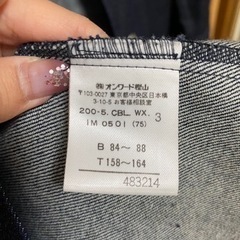 ㈱オンワード樫山
〒103-0027 東京都中央区日本橋
3-10-5 お客様相談室
200-5. CBL. WX. 3
IM 0501 (75)
B 84～ 88
T 158～164
483214